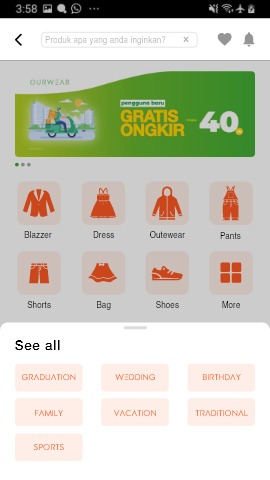 3:58
Produk apa yang anda inginkan?
OURWEAR
pengguna baru
GRATIS
ONGKIR
40
Blazzer Dress Outewear Pants
Shorts Bag Shoes More
See all
GRADUATION WEDDING BIRTHDAY
FAMILY VACATION TRADITIONAL
SPORTS